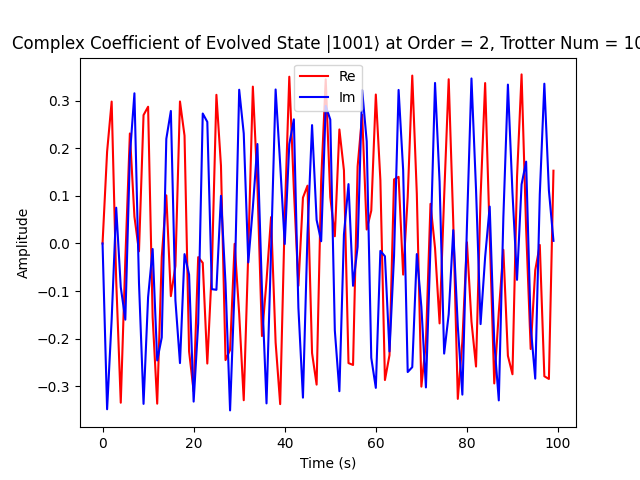 Complex Coefficient of Evolved State |1001⟩ at Order = 2, Trotter Num = 10
Re
Im
Amplitude
0.3
0.2
0.1
0.0
−0.1
−0.2
−0.3
0 20 40 60 80 100
Time (s)